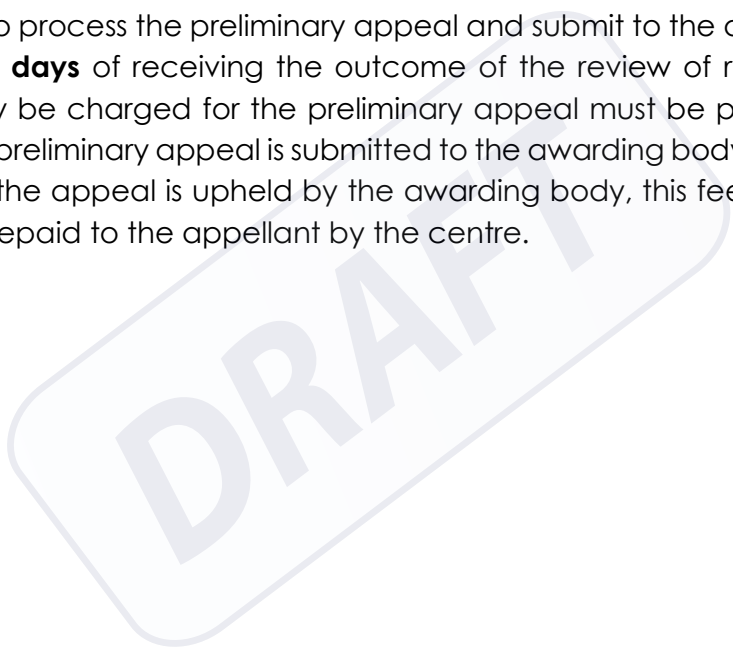 process the preliminary appeal and submit to the
days of receiving the outcome of the review of
be charged for the preliminary appeal must be
preliminary appeal is submitted to the awarding body
the appeal is upheld by the awarding body, this fee
epaid to the appellant by the centre.
DRAFT